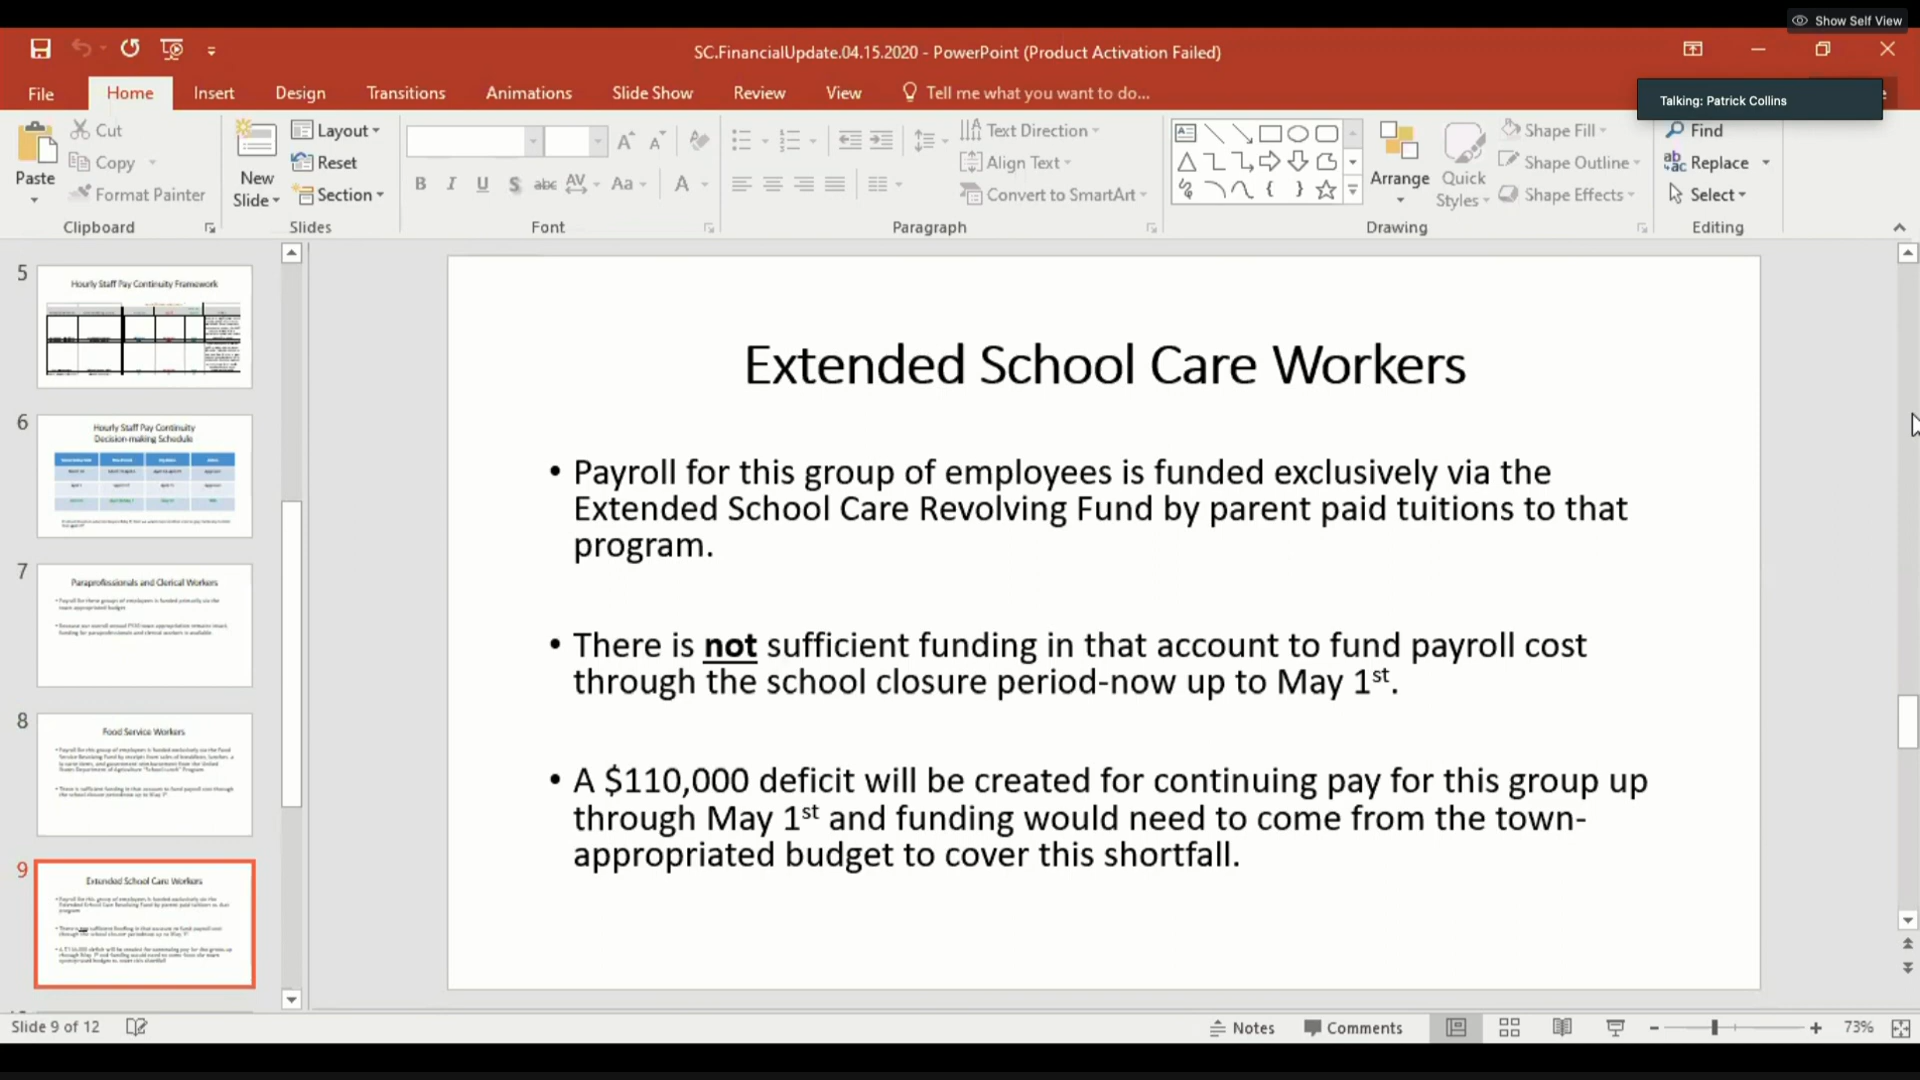 Show Self View
SC.FinancialUpdate.04.15.2020 - PowerPoint (Product Activation Failed)
File Home Insert Design Transitions Animations Slide Show Review View Tell me what you want to do...
Talking: Patrick Collins
Paste
Cut
Copy
Format Painter
Clipboard
New
Slide
Layout
Reset
Section
Slides
B I U S abc AV Aa A
Font
Text Direction
Align Text
Convert to SmartArt
Paragraph
Arrange
Quick
Styles
Shape Fill
Shape Outline
Shape Effects
Drawing
Find
Replace
Select
Editing
5
Hourly Staff Pay Continuity Framework
6
Hourly Staff Pay Continuity
Decision-making Schedule
7
Paraprofessionals and Clerical Workers
8
Food Service Workers
9
Extended School Care Workers
Extended School Care Workers
• Payroll for this group of employees is funded exclusively via the
Extended School Care Revolving Fund by parent paid tuitions to that
program.
• There is not sufficient funding in that account to fund payroll cost
through the school closure period-now up to May 1st.
• A $110,000 deficit will be created for continuing pay for this group up
through May 1st and funding would need to come from the town-
appropriated budget to cover this shortfall.
Slide 9 of 12
Notes
Comments
73%